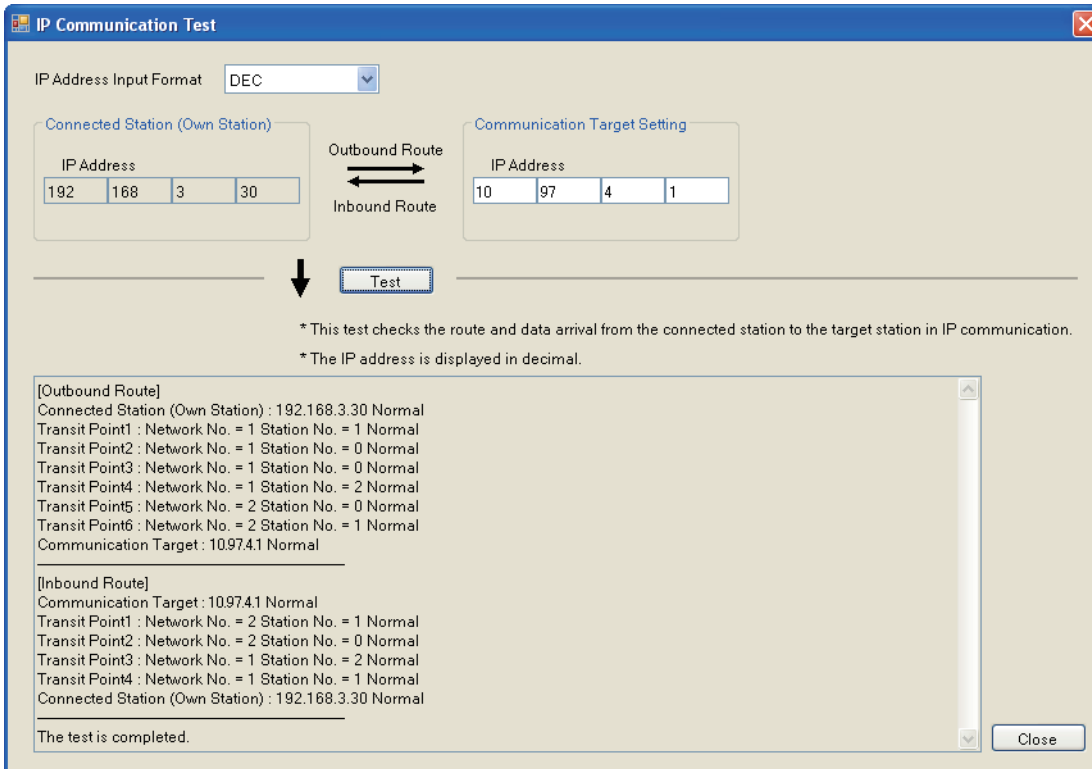 IP Communication Test
IP Address Input Format DEC
Connected Station (Own Station)
IP Address
192 168 3 30
Outbound Route
Inbound Route
Communication Target Setting
IP Address
10 97 4 1
Test
* This test checks the route and data arrival from the connected station to the target station in IP communication.
* The IP address is displayed in decimal.
[Outbound Route]
Connected Station (Own Station) : 192.168.3.30 Normal
Transit Point1 : Network No. = 1 Station No. = 1 Normal
Transit Point2 : Network No. = 1 Station No. = 0 Normal
Transit Point3 : Network No. = 1 Station No. = 0 Normal
Transit Point4 : Network No. = 1 Station No. = 2 Normal
Transit Point5 : Network No. = 2 Station No. = 0 Normal
Transit Point6 : Network No. = 2 Station No. = 1 Normal
Communication Target : 10.97.4.1 Normal
[Inbound Route]
Communication Target : 10.97.4.1 Normal
Transit Point1 : Network No. = 2 Station No. = 1 Normal
Transit Point2 : Network No. = 2 Station No. = 0 Normal
Transit Point3 : Network No. = 1 Station No. = 2 Normal
Transit Point4 : Network No. = 1 Station No. = 1 Normal
Connected Station (Own Station) : 192.168.3.30 Normal
The test is completed.
Close